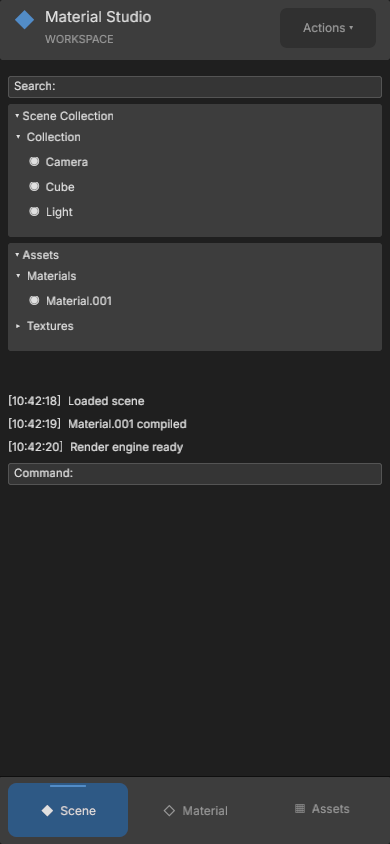 Material Studio
WORKSPACE
Actions
Search:
Scene Collection
Collection
Camera
Cube
Light
Assets
Materials
Material.001
Textures
[10:42:18] Loaded scene
[10:42:19] Material.001 compiled
[10:42:20] Render engine ready
Command:
Scene
Material
Assets